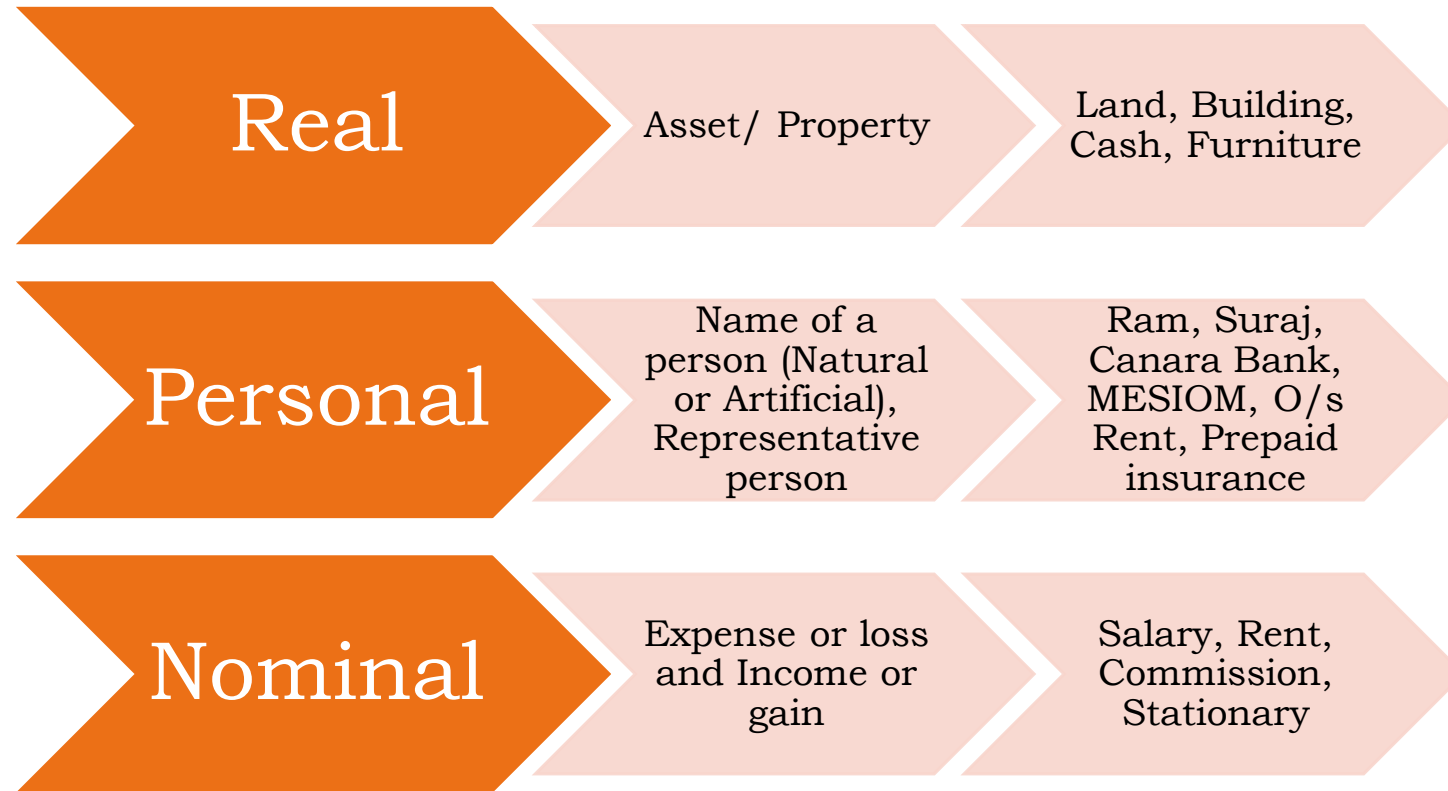 Real
Asset/ Property
Land, Building,
Cash, Furniture
Personal
Name of a
person (Natural
or Artificial),
Representative
person
Ram, Suraj,
Canara Bank,
MESIOM, O/s
Rent, Prepaid
insurance
Nominal
Expense or loss
and Income or
gain
Salary, Rent,
Commission,
Stationary